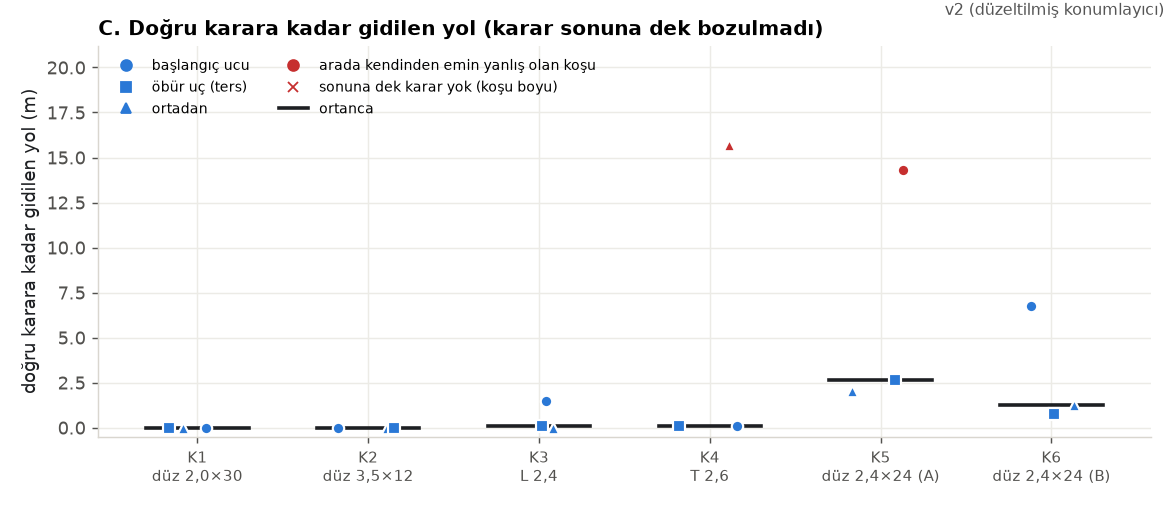 v2 (düzeltilmiş konumlayıcı)
C. Doğru karara kadar gidilen yol (karar sonuna dek bozulmadı)
doğru karara kadar gidilen yol (m)
20.0
17.5
15.0
12.5
10.0
7.5
5.0
2.5
0.0
başlangıç ucu
öbür uç (ters)
ortadan
arada kendinden emin yanlış olan koşu
sonuna dek karar yok (koşu boyu)
ortanca
K1
düz 2,0×30
K2
düz 3,5×12
K3
L 2,4
K4
T 2,6
K5
düz 2,4×24 (A)
K6
düz 2,4×24 (B)